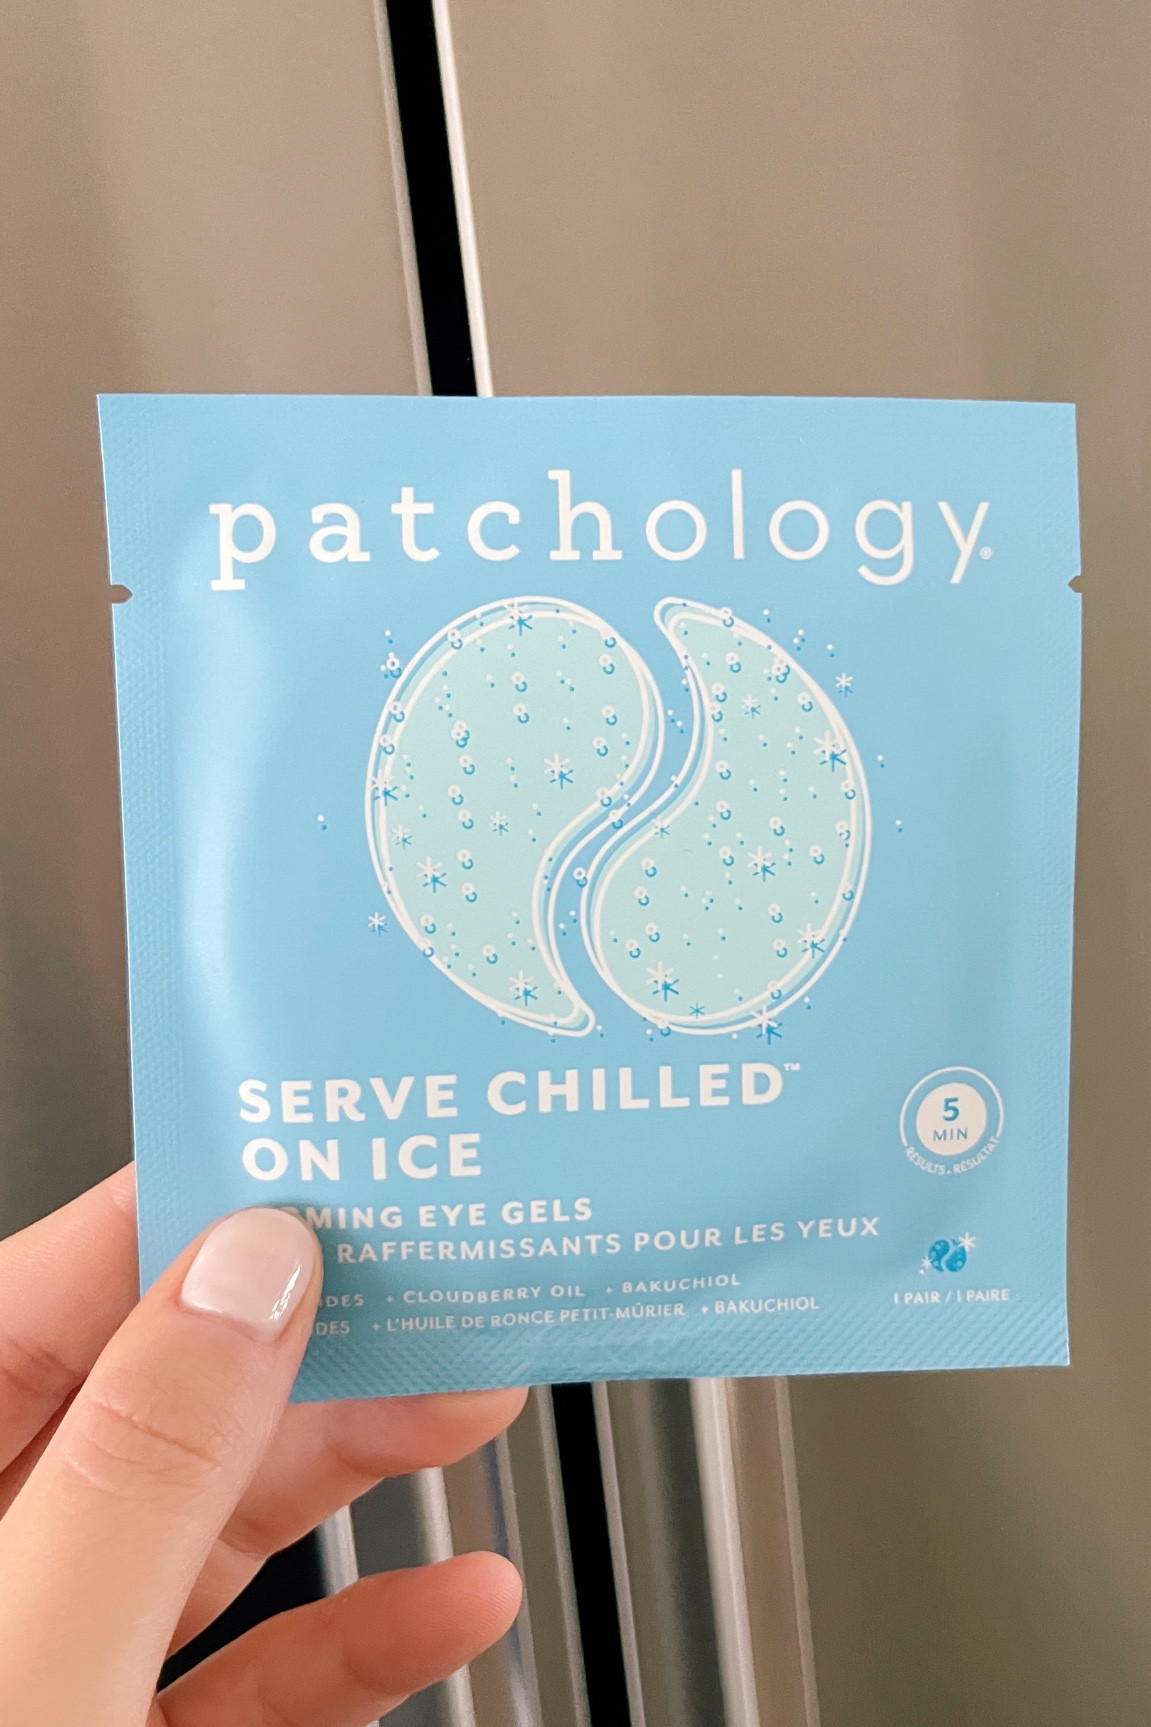 patchology®
SERVE CHILLED™
ON ICE
MING EYE GELS
RAFFERMISSANTS POUR LES YEUX
+ CLOUDBERRY OIL + BAKUCHIOL
+ L'HUILE DE RONCE PETIT-MÛRIER + BAKUCHIOL
5
MIN
RESULTS • RÉSULTAT
1 PAIR / 1 PAIRE